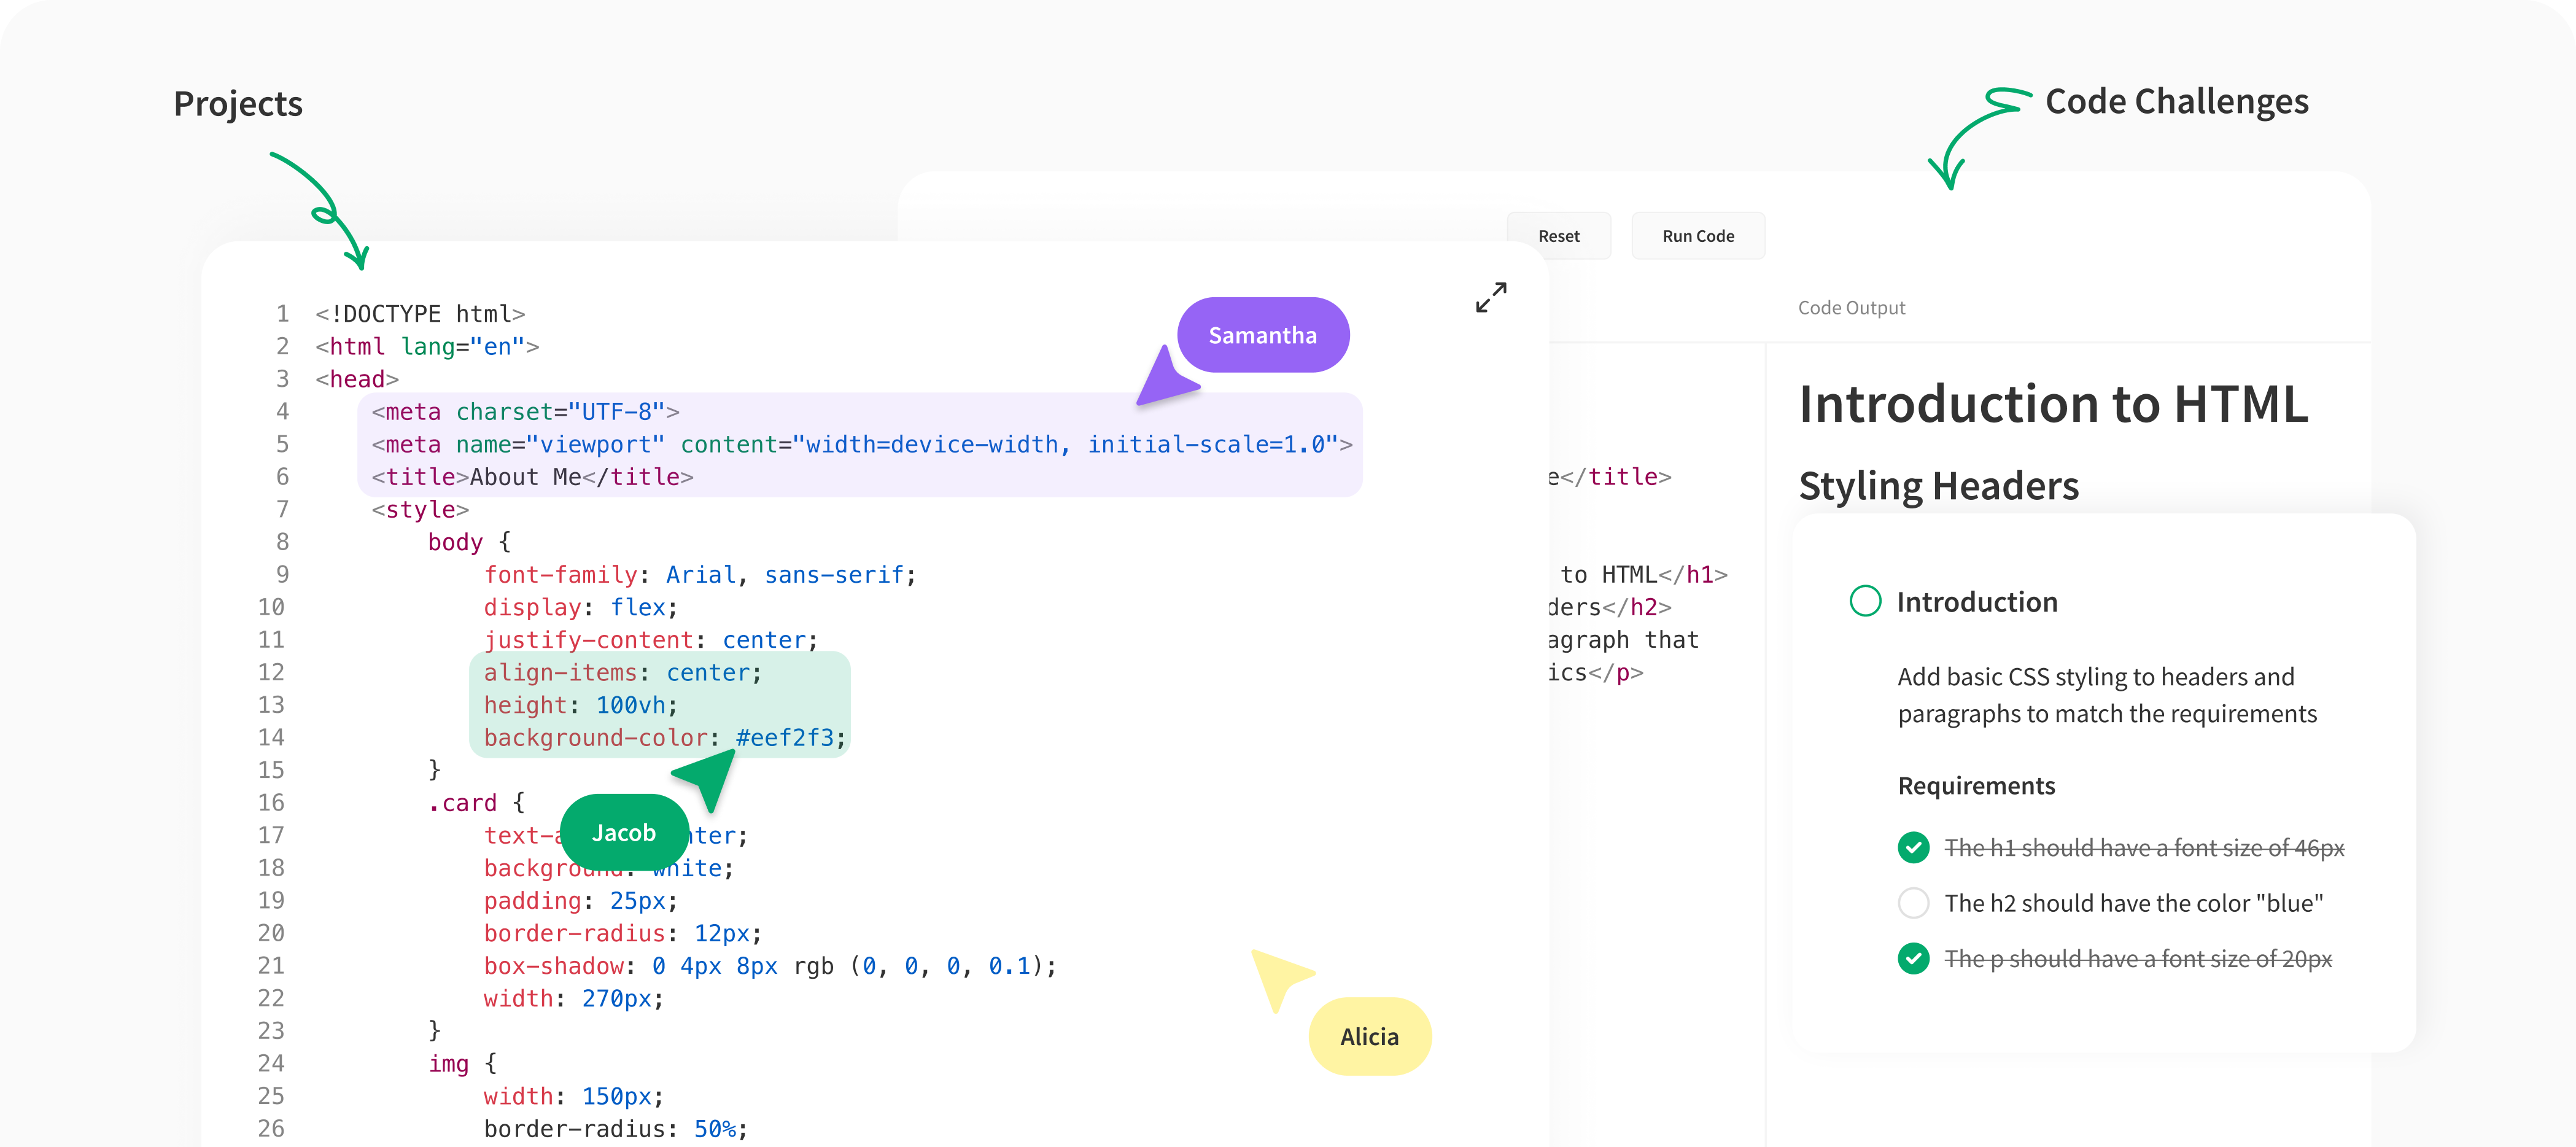 Projects
Code Challenges
Reset
Run Code
Code Output
1 <!DOCTYPE html>
2 <html lang="en">
3 <head>
4 <meta charset="UTF-8">
5 <meta name="viewport" content="width=device-width, initial-scale=1.0">
6 <title>About Me</title>
7 <style>
8 body {
9 font-family: Arial, sans-serif;
10 display: flex;
11 justify-content: center;
12 align-items: center;
13 height: 100vh;
14 background-color: #eef2f3;
15 }
16 .card {
17 text-a nter;
18 background: white;
19 padding: 25px;
20 border-radius: 12px;
21 box-shadow: 0 4px 8px rgb (0, 0, 0, 0.1);
22 width: 270px;
23 }
24 img {
25 width: 150px;
26 border-radius: 50%;
Samantha
Jacob
Alicia
e</title>
to HTML</h1>
ders</h2>
agraph that
ics</p>
Introduction to HTML
Styling Headers
Introduction
Add basic CSS styling to headers and
paragraphs to match the requirements
Requirements
The h1 should have a font size of 46px
The h2 should have the color "blue"
The p should have a font size of 20px